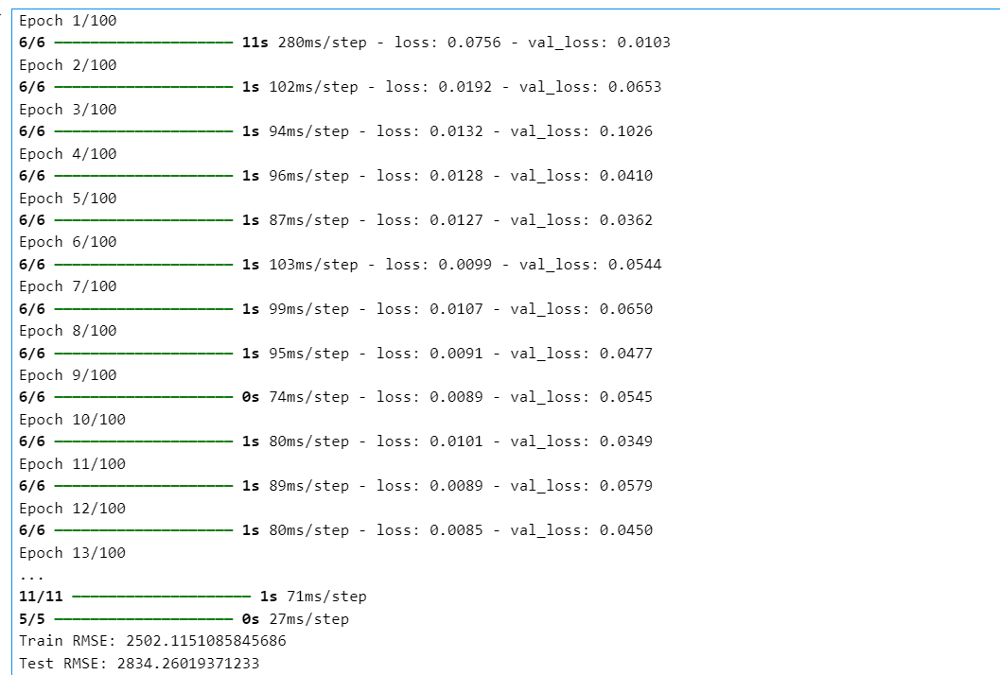 Epoch 1/100
6/6 ━━━━━━━━━━━━━━━━━━━━ 11s 280ms/step - loss: 0.0756 - val_loss: 0.0103
Epoch 2/100
6/6 ━━━━━━━━━━━━━━━━━━━━ 1s 102ms/step - loss: 0.0192 - val_loss: 0.0653
Epoch 3/100
6/6 ━━━━━━━━━━━━━━━━━━━━ 1s 94ms/step - loss: 0.0132 - val_loss: 0.1026
Epoch 4/100
6/6 ━━━━━━━━━━━━━━━━━━━━ 1s 96ms/step - loss: 0.0128 - val_loss: 0.0410
Epoch 5/100
6/6 ━━━━━━━━━━━━━━━━━━━━ 1s 87ms/step - loss: 0.0127 - val_loss: 0.0362
Epoch 6/100
6/6 ━━━━━━━━━━━━━━━━━━━━ 1s 103ms/step - loss: 0.0099 - val_loss: 0.0544
Epoch 7/100
6/6 ━━━━━━━━━━━━━━━━━━━━ 1s 99ms/step - loss: 0.0107 - val_loss: 0.0650
Epoch 8/100
6/6 ━━━━━━━━━━━━━━━━━━━━ 1s 95ms/step - loss: 0.0091 - val_loss: 0.0477
Epoch 9/100
6/6 ━━━━━━━━━━━━━━━━━━━━ 0s 74ms/step - loss: 0.0089 - val_loss: 0.0545
Epoch 10/100
6/6 ━━━━━━━━━━━━━━━━━━━━ 1s 80ms/step - loss: 0.0101 - val_loss: 0.0349
Epoch 11/100
6/6 ━━━━━━━━━━━━━━━━━━━━ 1s 89ms/step - loss: 0.0089 - val_loss: 0.0579
Epoch 12/100
6/6 ━━━━━━━━━━━━━━━━━━━━ 1s 80ms/step - loss: 0.0085 - val_loss: 0.0450
Epoch 13/100
...
11/11 ━━━━━━━━━━━━━━━━━━━━ 1s 71ms/step
5/5 ━━━━━━━━━━━━━━━━━━━━ 0s 27ms/step
Train RMSE: 2502.1151085845686
Test RMSE: 2834.26019371233